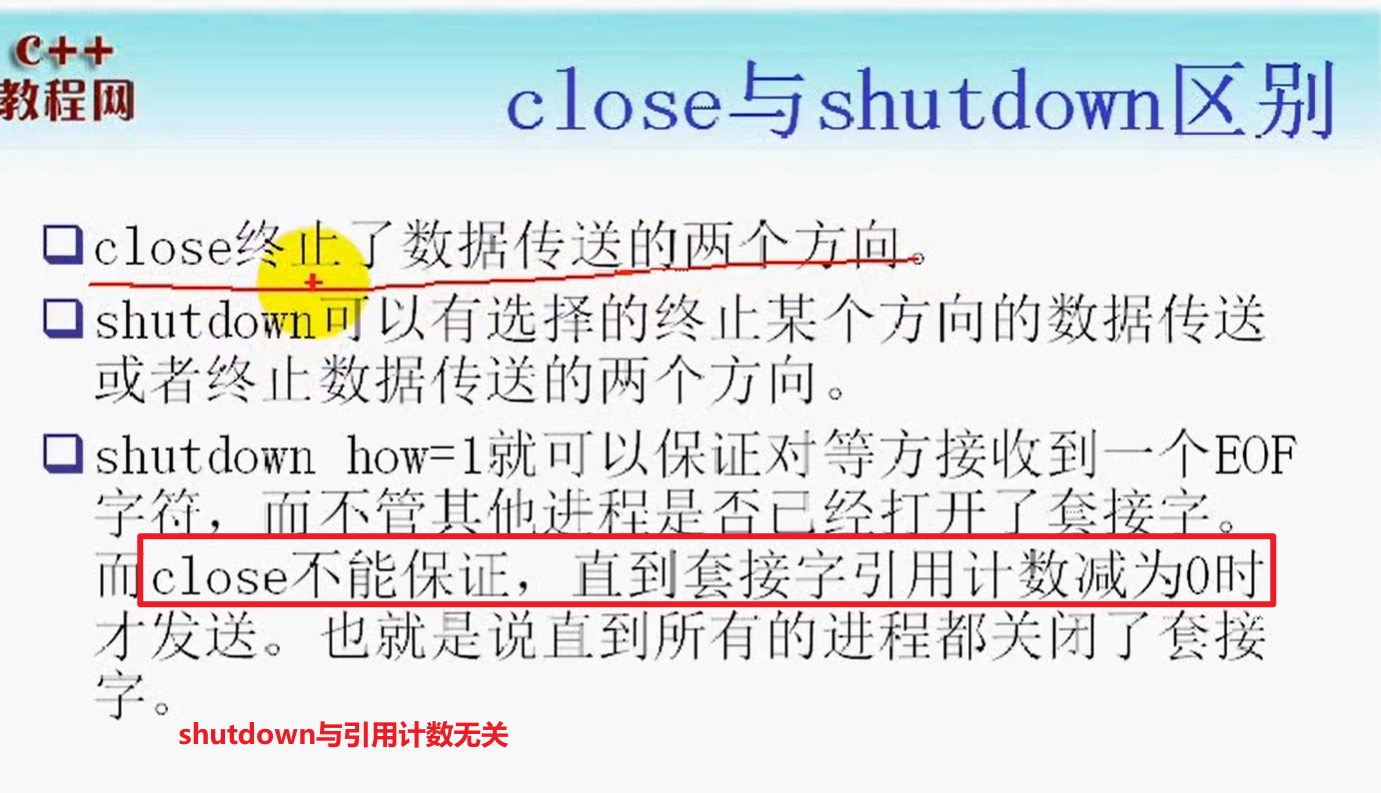 c++
教程网
close与shutdown区别
close终止了数据传送的两个方向。
shutdown可以有选择的终止某个方向的数据传送
或者终止数据传送的两个方向。
shutdown how=1就可以保证对等方接收到一个EOF
字符，而不管其他进程是否已经打开了套接字。
而close不能保证，直到套接字引用计数减为0时
才发送。也就是说直到所有的进程都关闭了套接
字。
shutdown与引用计数无关